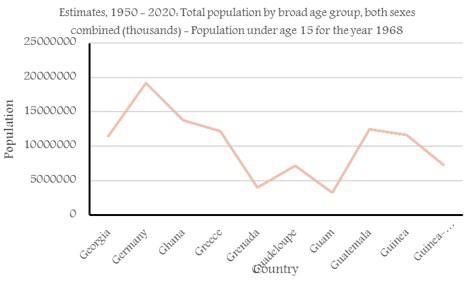 Estimates, 1950 - 2020: Total population by broad age group, both sexes
combined (thousands) - Population under age 15 for the year 1968
25000000
20000000
15000000
10000000
5000000
0
Population
Georgia
Germany
Ghana
Greece
Grenada
Guadeloupe
Guam
Guatemala
Guinea
Guinea-...
Country